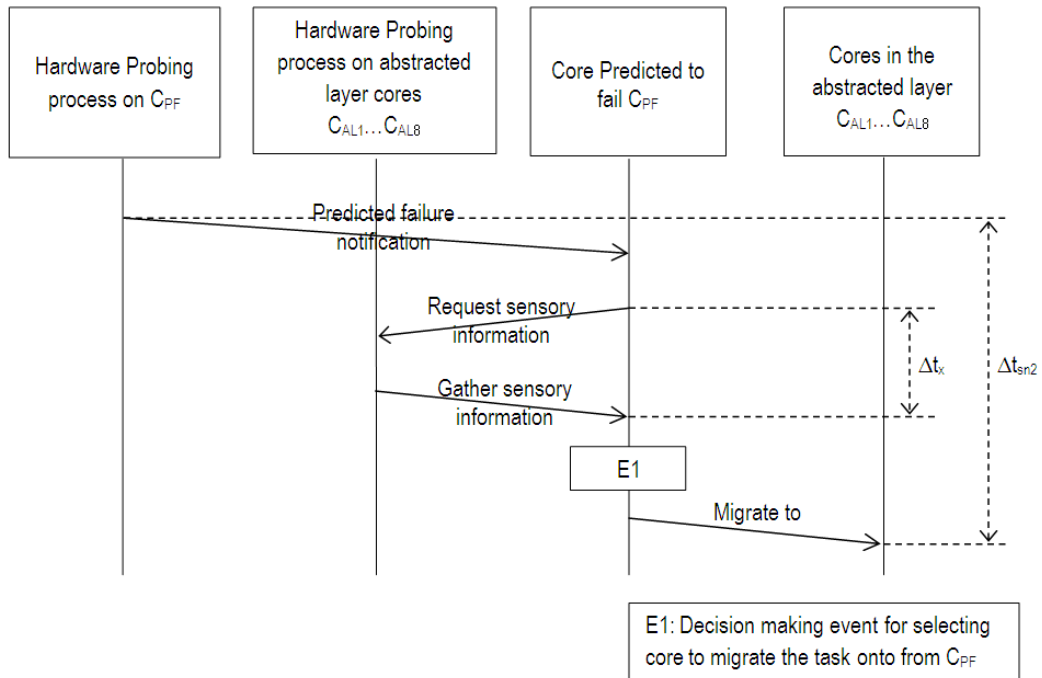 Hardware Probing
process on CPF
Hardware Probing
process on abstracted
layer cores
CAL1…CAL8
Core Predicted to
fail CPF
Cores in the
abstracted layer
CAL1…CAL8
Predicted failure
notification
Request sensory
information
Δtx
Δtsn2
Gather sensory
information
E1
Migrate to
E1: Decision making event for selecting
core to migrate the task onto from CPF